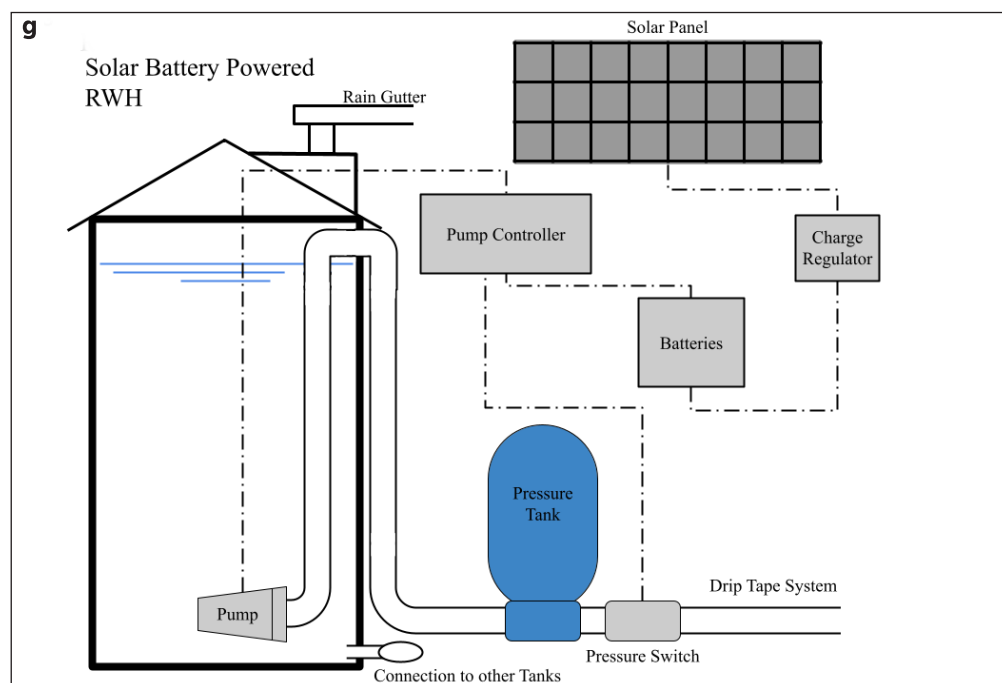 g
Solar Panel
Solar Battery Powered
RWH
Rain Gutter
Pump Controller
Charge
Regulator
Batteries
Pressure
Tank
Drip Tape System
Pump
Pressure Switch
Connection to other Tanks